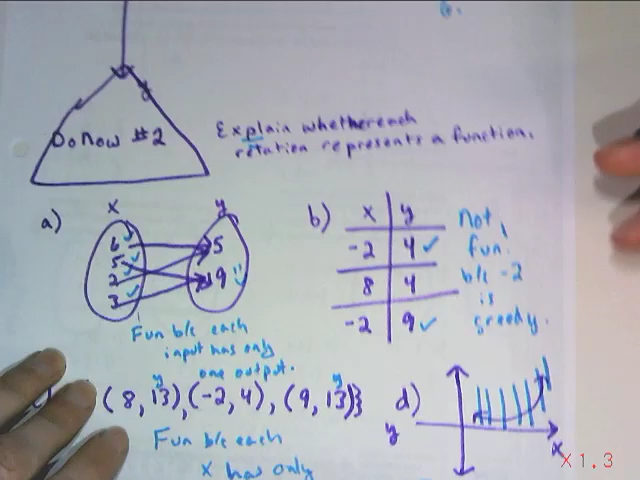 6.
Do Now #2
Explain whether each
relation represents a function.
a)
x y
6 5
5
2 9
3
Fun b/c each
input has only
one output.
b)
x y
-2 4
8 4
-2 9
Not
fun.
b/c -2
is
greedy.
y y
(8, 13), (-2, 4), (9, 13)}
Fun b/c each
x has only
d)
y
x
X1.3